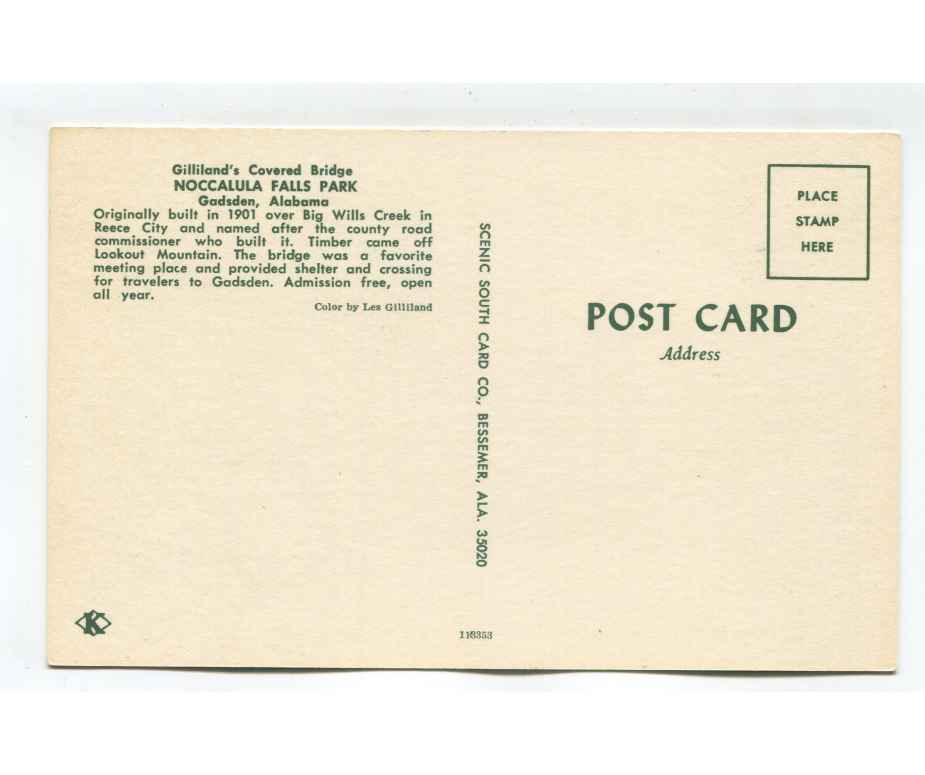 Gilliland's Covered Bridge
NOCCALULA FALLS PARK
Gadsden, Alabama
Originally built in 1901 over Big Wills Creek in
Reece City and named after the county road
commissioner who built it. Timber came off
Lookout Mountain. The bridge was a favorite
meeting place and provided shelter and crossing
for travelers to Gadsden. Admission free, open
all year.
Color by Les Gilliland
SCENIC SOUTH CARD CO., BESSEMER, ALA. 35020
PLACE
STAMP
HERE
POST CARD
Address
K
118353